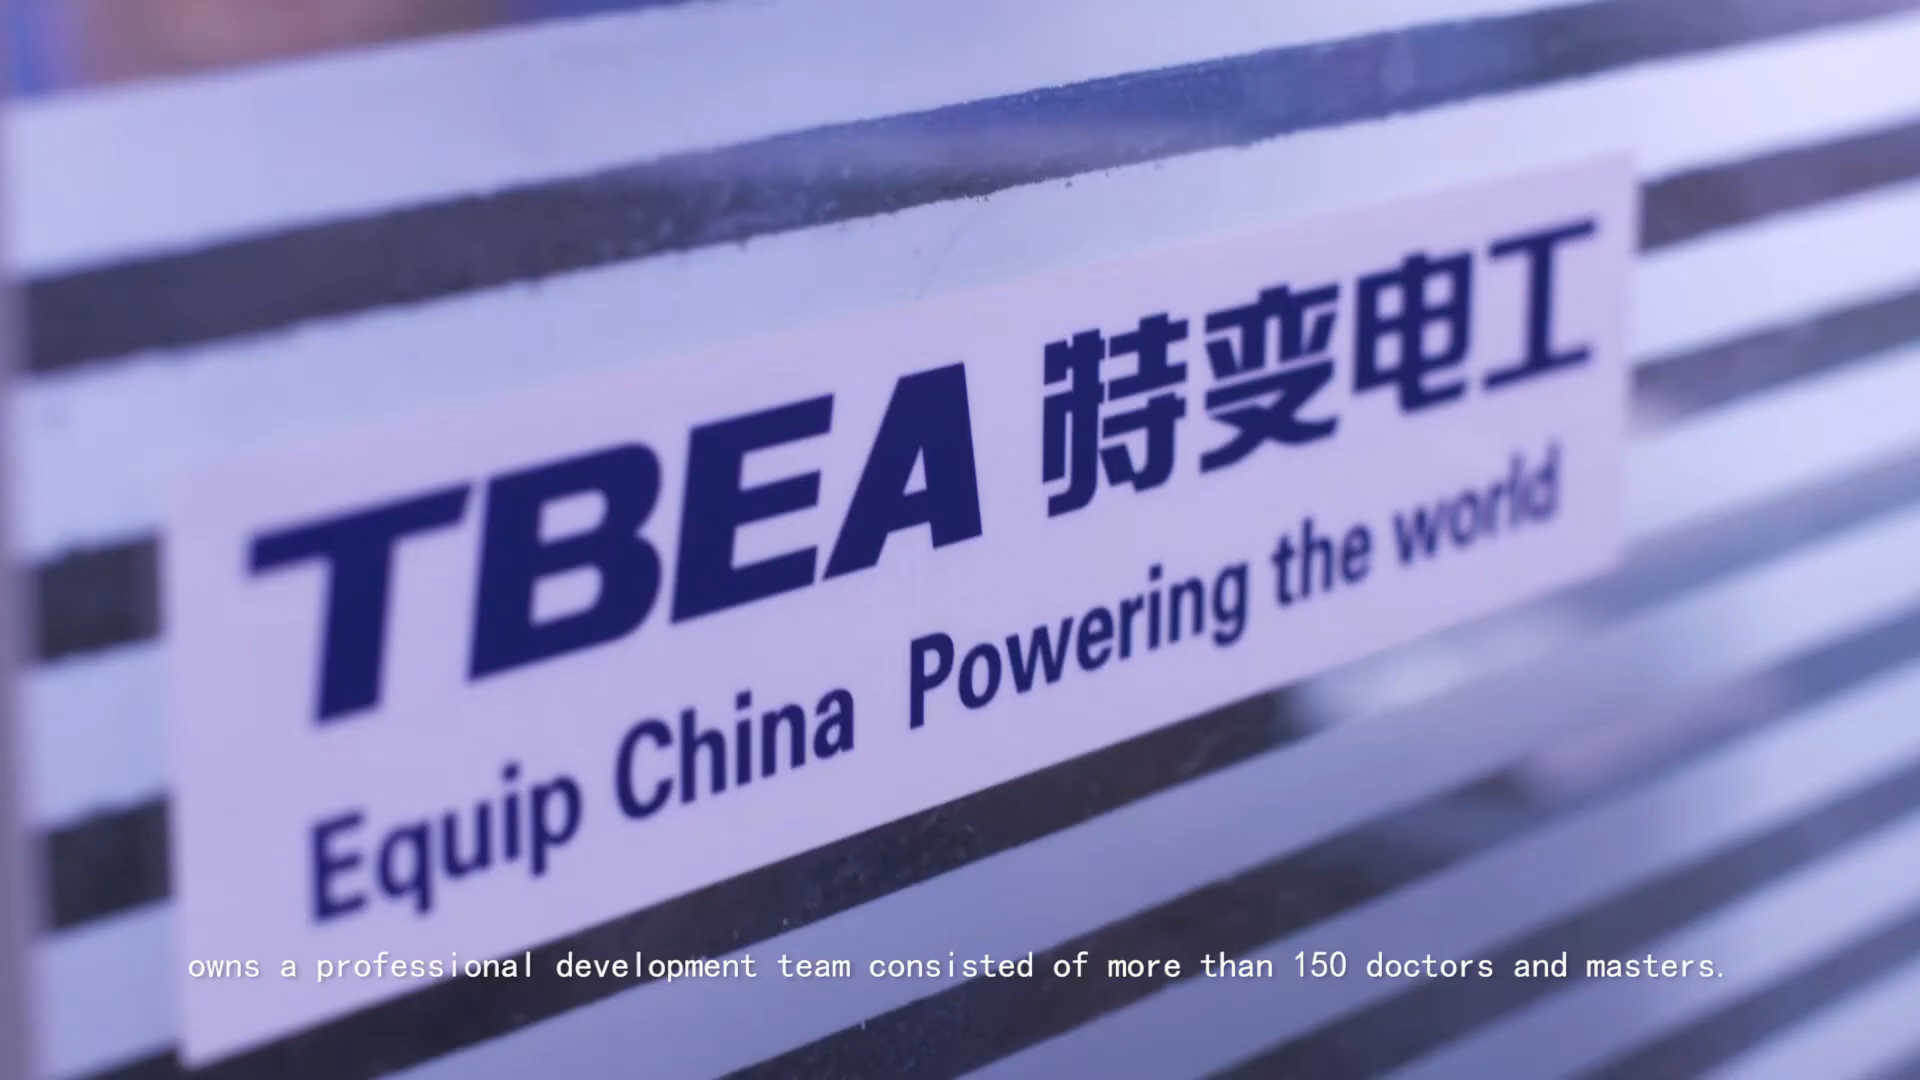 TBEA 特变电工
Equip China Powering the world
owns a professional development team consisted of more than 150 doctors and masters.